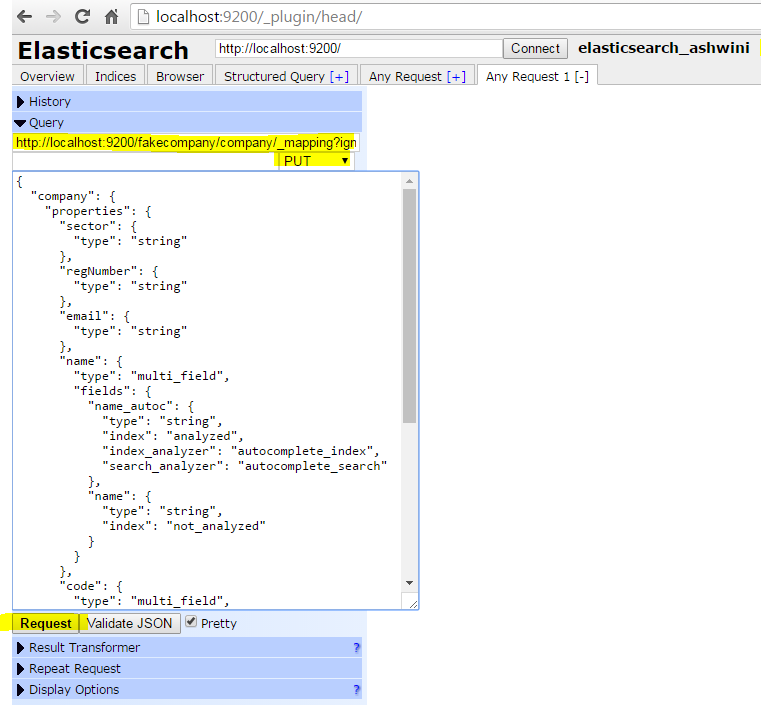 localhost:9200/_plugin/head/
Elasticsearch http://localhost:9200/ Connect elasticsearch_ashwini
Overview Indices Browser Structured Query [+] Any Request [+] Any Request 1 [-]
History
Query
http://localhost:9200/fakecompany/company/_mapping?ign
PUT
{
"company": {
"properties": {
"sector": {
"type": "string"
},
"regNumber": {
"type": "string"
},
"email": {
"type": "string"
},
"name": {
"type": "multi_field",
"fields": {
"name_autoc": {
"type": "string",
"index": "analyzed",
"index_analyzer": "autocomplete_index",
"search_analyzer": "autocomplete_search"
},
"name": {
"type": "string",
"index": "not_analyzed"
}
}
},
"code": {
"type": "multi_field",
Request Validate JSON Pretty
Result Transformer ?
Repeat Request
Display Options ?